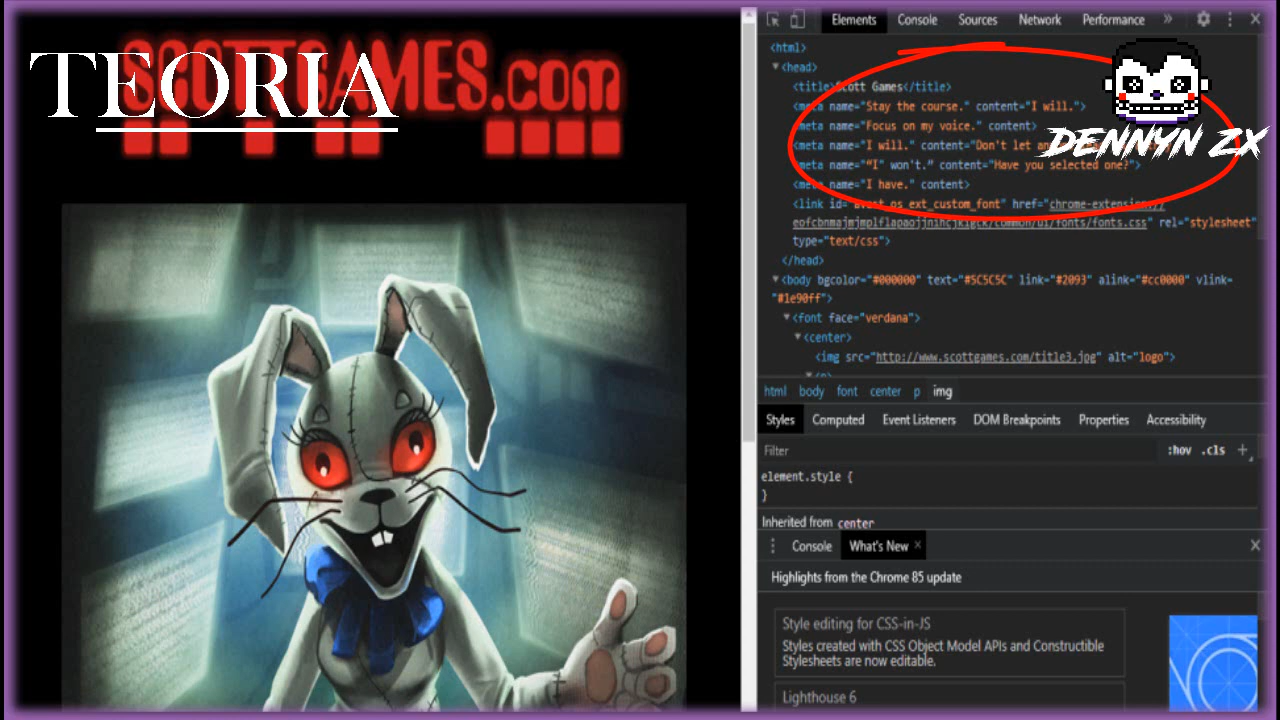 SCOTTGAMES.com
TEORIA
Elements Console Sources Network Performance »
<html>
<head>
<title>Scott Games</title>
<meta name="Stay the course." content="I will.">
<meta name="Focus on my voice." content>
<meta name="I will." content="Don't let
<meta name=""I" won't." content="Have you selected one?">
<meta name="I have." content>
DENNYN ZX
<link id= href="chrome-extension://
rel="stylesheet"
type="text/css">
</head>
<body bgcolor="#000000" text="#5C5C5C" link="#2093" alink="#cc0000" vlink=
"#1e90ff">
<font face="verdana">
<center>
<img src="http://www.scottgames.com/title3.jpg" alt="logo">
html body font center p img
Styles Computed Event Listeners DOM Breakpoints Properties Accessibility
Filter :hov .cls +
element.style {
}
Inherited from center
Console What's New ×
Highlights from the Chrome 85 update
Style editing for CSS-in-JS
Styles created with CSS Object Model APIs and Constructible
Stylesheets are now editable.
Lighthouse 6